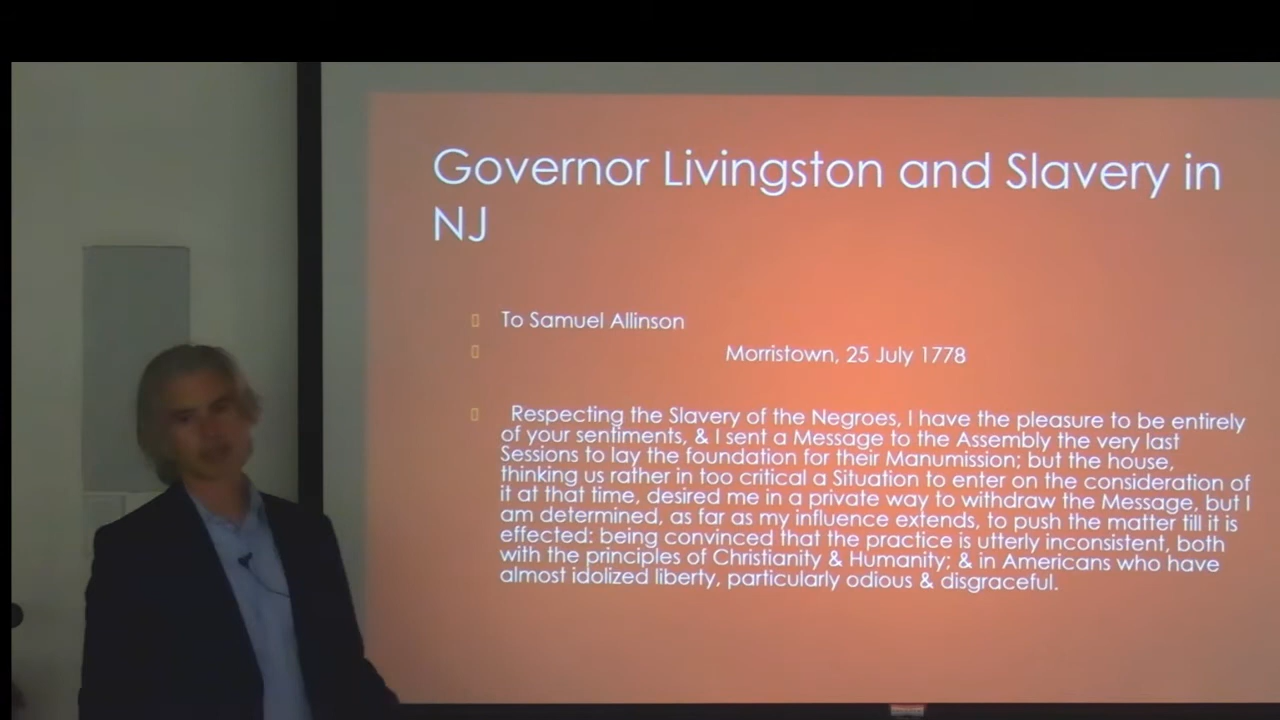 Governor Livingston and Slavery in
NJ
To Samuel Allinson
Morristown, 25 July 1778
Respecting the Slavery of the Negroes, I have the pleasure to be entirely
of your sentiments, & I sent a Message to the Assembly the very last
Sessions to lay the foundation for their Manumission; but the house,
thinking us rather in too critical a Situation to enter on the consideration of
it at that time, desired me in a private way to withdraw the Message, but I
am determined, as far as my influence extends, to push the matter till it is
effected: being convinced that the practice is utterly inconsistent, both
with the principles of Christianity & Humanity; & in Americans who have
almost idolized liberty, particularly odious & disgraceful.